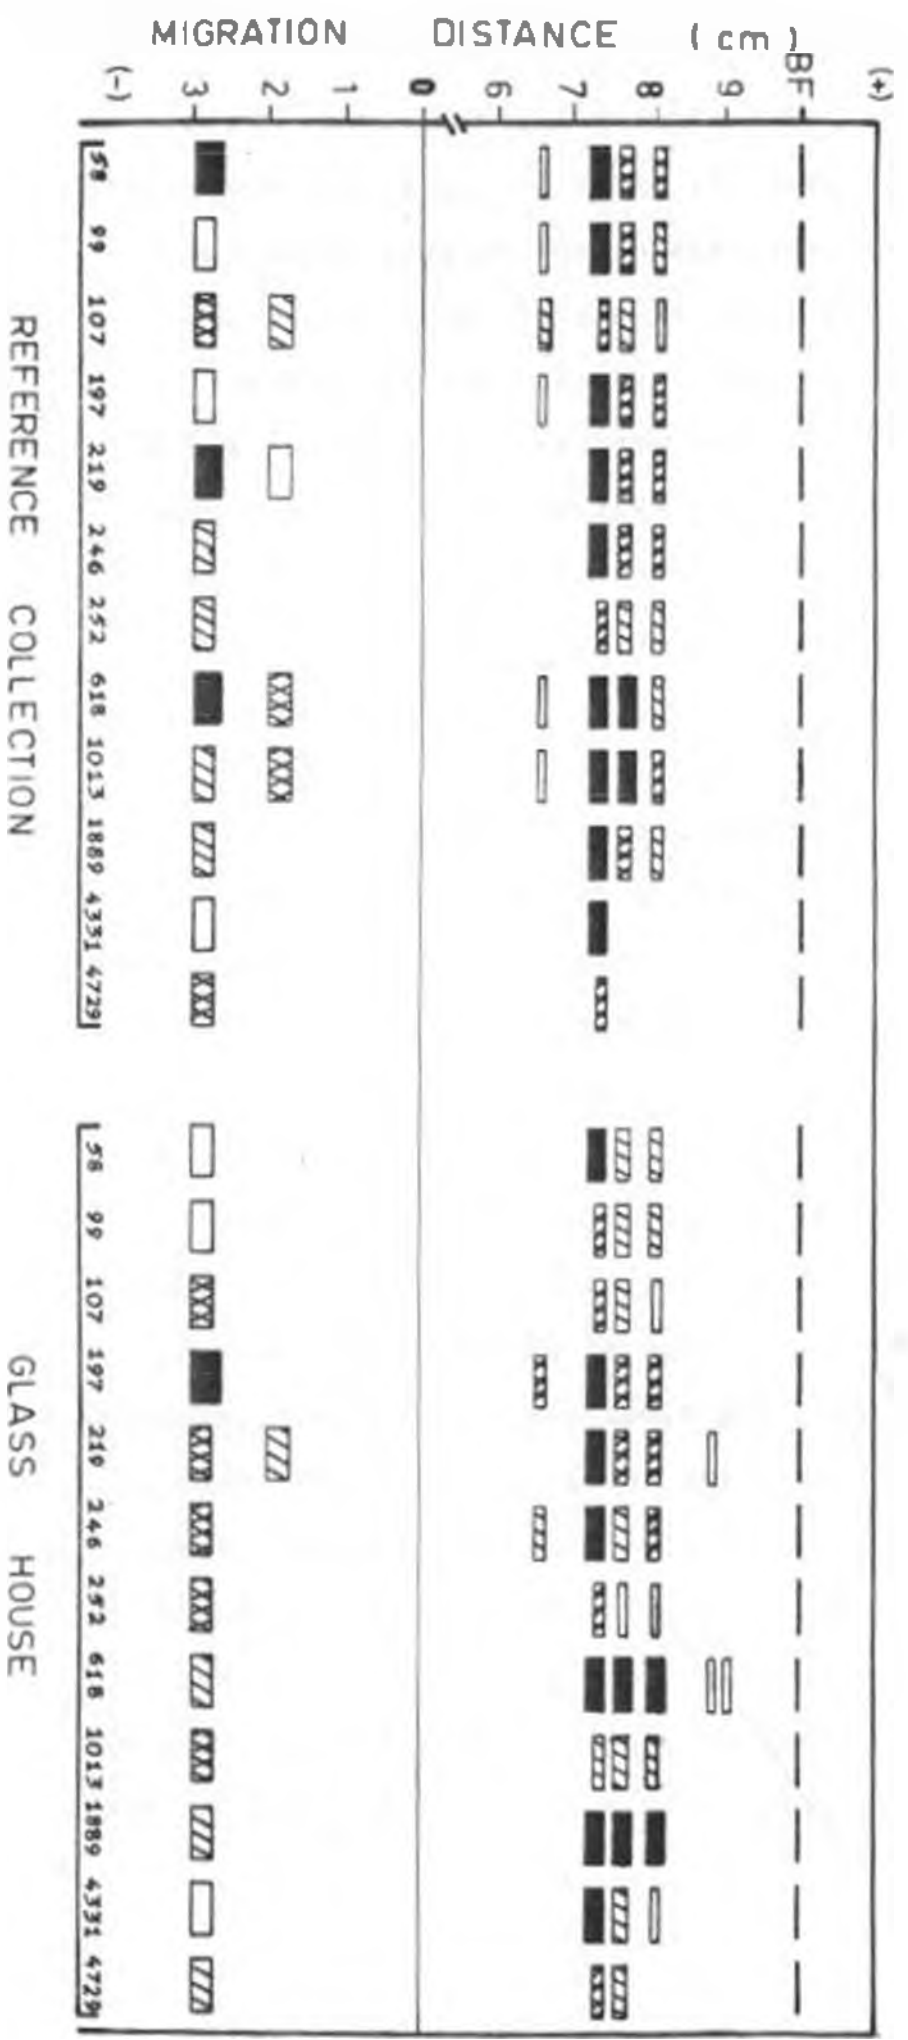 MIGRATION DISTANCE (cm)
(-) 3 2 1 0 6 7 8 9 BF (+)
58 99 107 197 219 246 252 618 1013 1889 4331 4729
REFERENCE COLLECTION
58 99 107 197 219 246 252 618 1013 1889 4331 4729
GLASS HOUSE